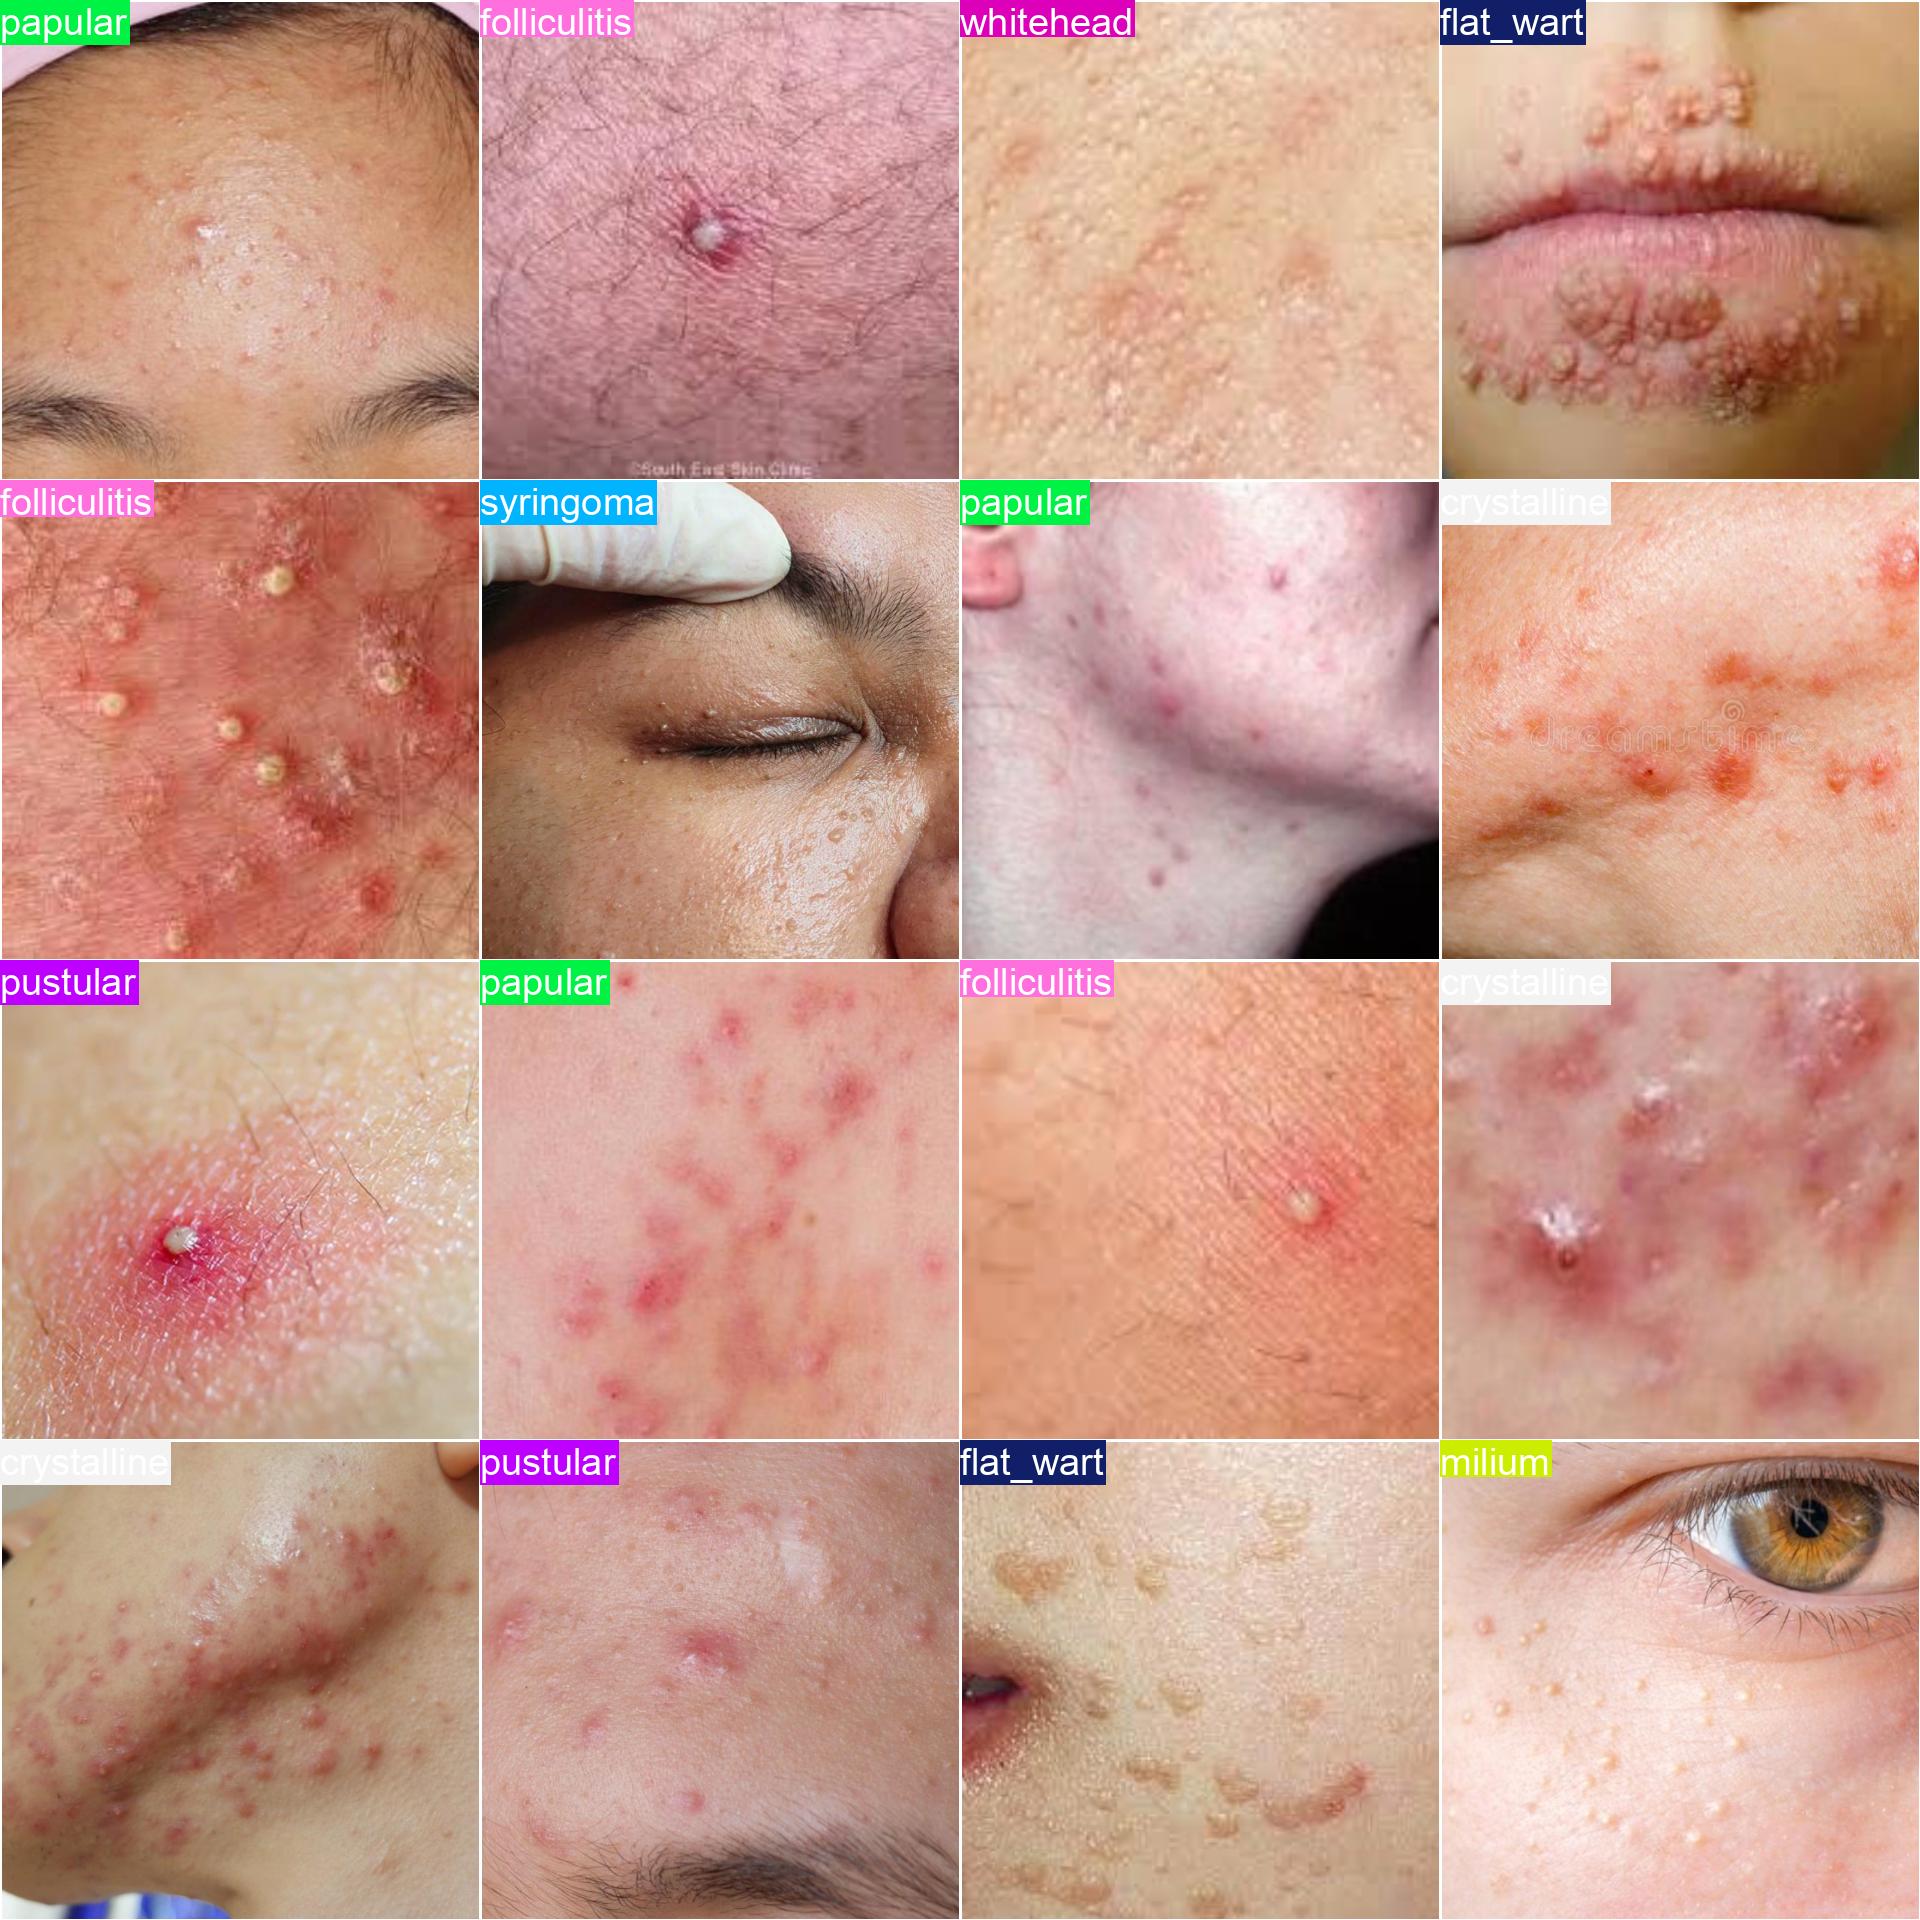 papular
folliculitis
whitehead
flat_wart
©South East Skin Clinic
folliculitis
syringoma
papular
crystalline
dreamstime
pustular
papular
folliculitis
crystalline
crystalline
pustular
flat_wart
milium